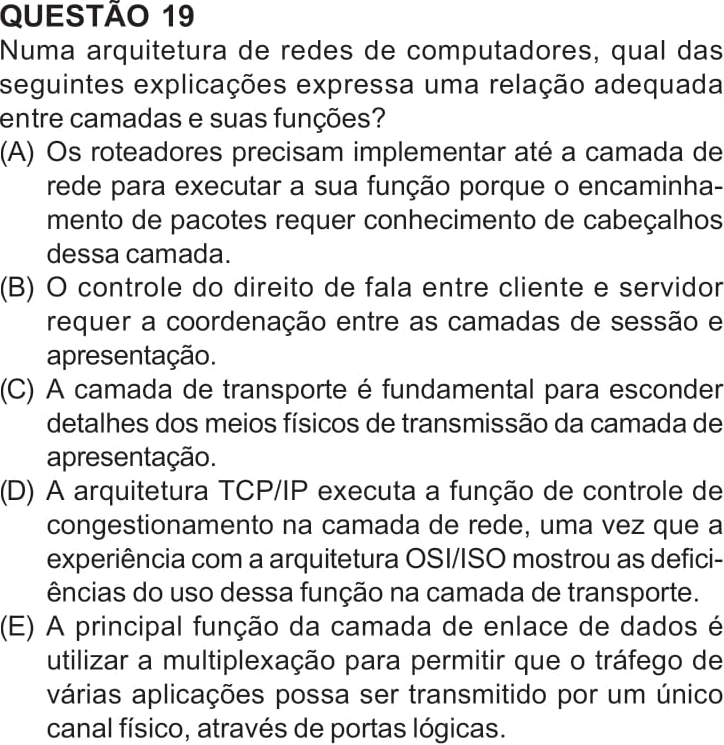 QUESTÃO 19
Numa arquitetura de redes de computadores, qual das
seguintes explicações expressa uma relação adequada
entre camadas e suas funções?
(A) Os roteadores precisam implementar até a camada de
rede para executar a sua função porque o encaminha-
mento de pacotes requer conhecimento de cabeçalhos
dessa camada.
(B) O controle do direito de fala entre cliente e servidor
requer a coordenação entre as camadas de sessão e
apresentação.
(C) A camada de transporte é fundamental para esconder
detalhes dos meios físicos de transmissão da camada de
apresentação.
(D) A arquitetura TCP/IP executa a função de controle de
congestionamento na camada de rede, uma vez que a
experiência com a arquitetura OSI/ISO mostrou as defici-
ências do uso dessa função na camada de transporte.
(E) A principal função da camada de enlace de dados é
utilizar a multiplexação para permitir que o tráfego de
várias aplicações possa ser transmitido por um único
canal físico, através de portas lógicas.